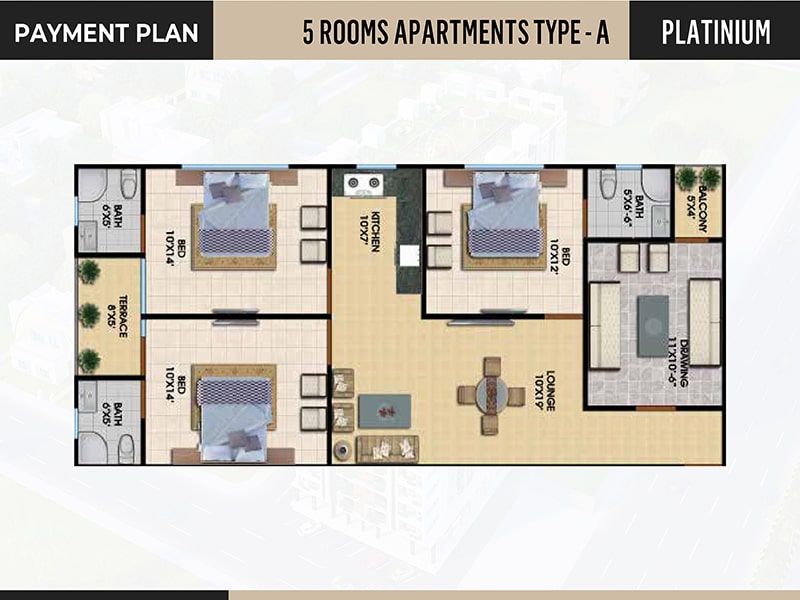 PAYMENT PLAN
5 ROOMS APARTMENTS TYPE - A
PLATINIUM
BATH
6'X5'
BED
10'X14'
KITCHEN
10'X7'
BED
10'X12'
BATH
5'X6'-6"
BALCONY
5'X4'
TERRACE
8'X5'
DRAWING
11'X10'-6"
BATH
6'X5'
BED
10'X14'
LOUNGE
10'X19'